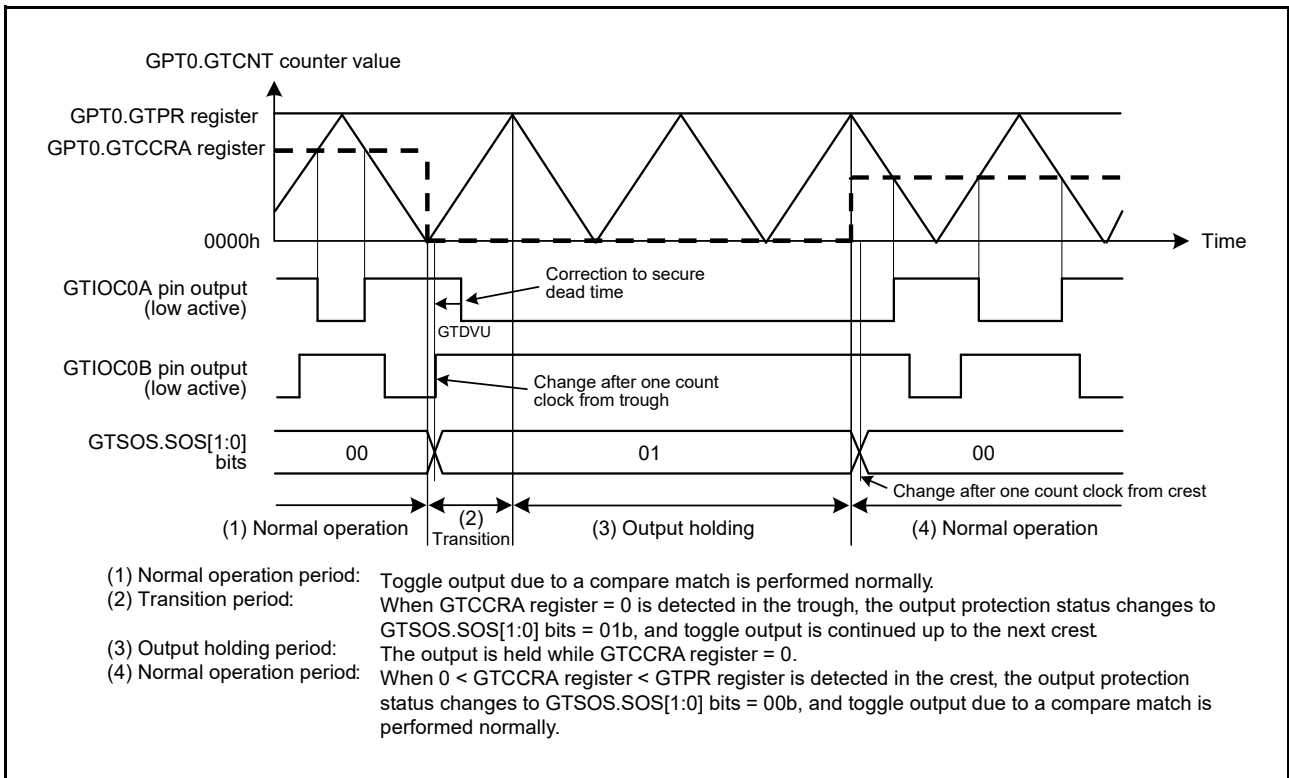 GPT0.GTCNT counter value
GPT0.GTPR register
GPT0.GTCCRA register
0000h
Time
GTIOC0A pin output
(low active)
Correction to secure
dead time
GTDVU
GTIOC0B pin output
(low active)
Change after one count
clock from trough
GTSOS.SOS[1:0]
bits
00
01
00
Change after one count clock from crest
(1) Normal operation
(2)
Transition
(3) Output holding
(4) Normal operation
(1) Normal operation period: Toggle output due to a compare match is performed normally.
(2) Transition period: When GTCCRA register = 0 is detected in the trough, the output protection status changes to
GTSOS.SOS[1:0] bits = 01b, and toggle output is continued up to the next crest.
(3) Output holding period: The output is held while GTCCRA register = 0.
(4) Normal operation period: When 0 < GTCCRA register < GTPR register is detected in the crest, the output protection
status changes to GTSOS.SOS[1:0] bits = 00b, and toggle output due to a compare match is
performed normally.